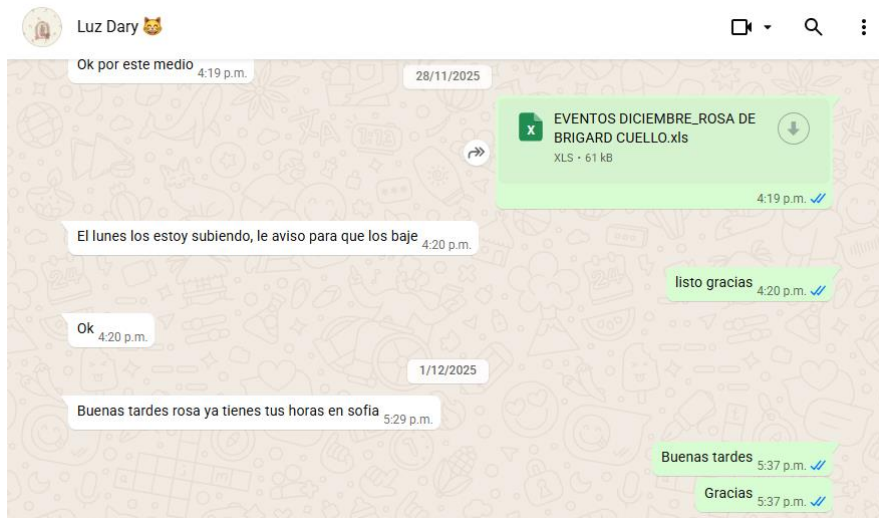 Luz Dary 😸
Ok por este medio 4:19 p.m.
28/11/2025
EVENTOS DICIEMBRE_ROSA DE
BRIGARD CUELLO.xls
XLS • 61 kB
4:19 p.m.
El lunes los estoy subiendo, le aviso para que los baje 4:20 p.m.
listo gracias 4:20 p.m.
Ok 4:20 p.m.
1/12/2025
Buenas tardes rosa ya tienes tus horas en sofia 5:29 p.m.
Buenas tardes 5:37 p.m.
Gracias 5:37 p.m.